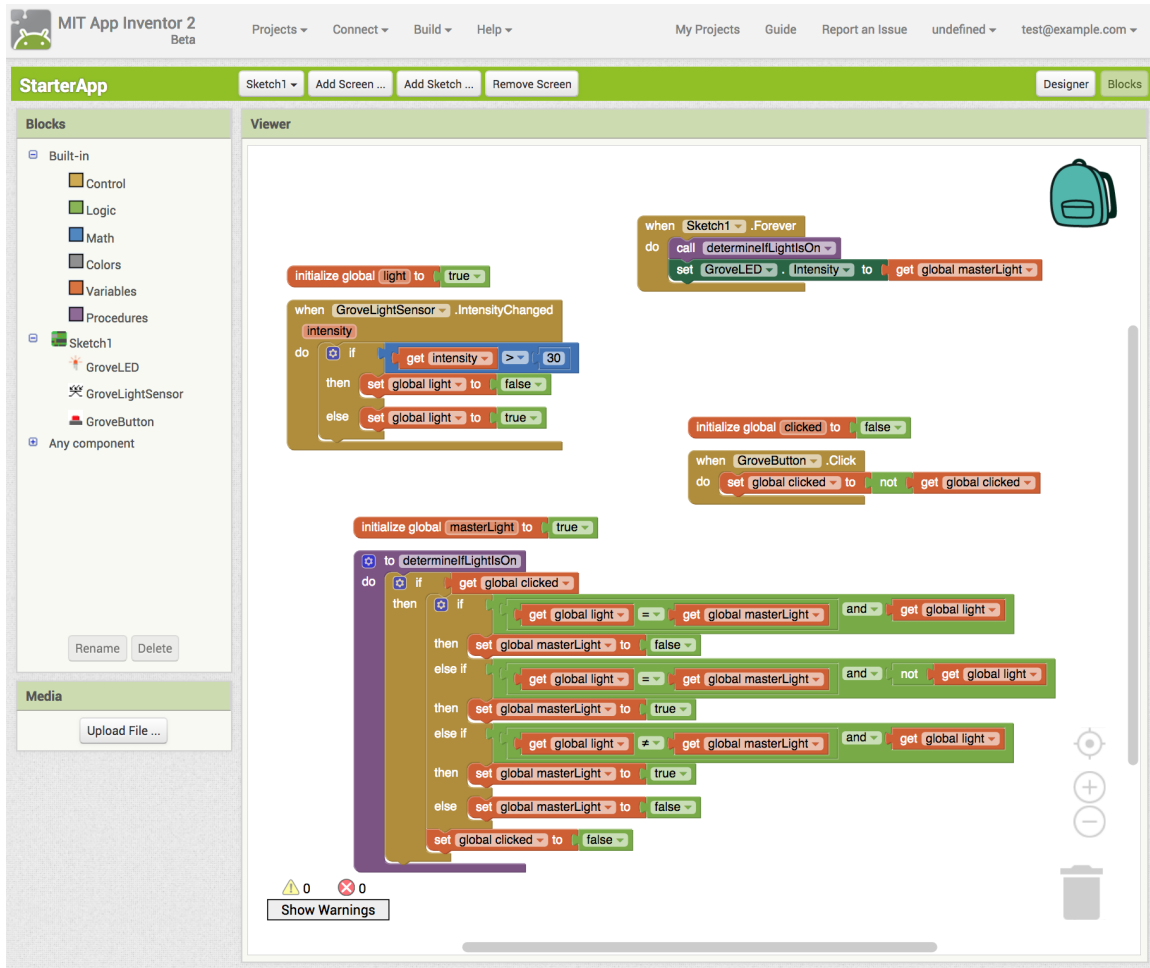 MIT App Inventor 2
Beta
Projects Connect Build Help My Projects Guide Report an Issue undefined test@example.com
StarterApp Sketch1 Add Screen ... Add Sketch ... Remove Screen Designer Blocks
Blocks
Built-in
Control
Logic
Math
Colors
Variables
Procedures
Sketch1
GroveLED
GroveLightSensor
GroveButton
Any component
Rename Delete
Media
Upload File ...
Viewer
when Sketch1 .Forever
do call determineIfLightIsOn
set GroveLED . Intensity to get global masterLight
initialize global light to true
when GroveLightSensor .IntensityChanged
intensity
do if get intensity > 30
then set global light to false
else set global light to true
initialize global clicked to false
when GroveButton .Click
do set global clicked to not get global clicked
initialize global masterLight to true
to determineIfLightIsOn
do if get global clicked
then if get global light = get global masterLight and get global light
then set global masterLight to false
else if get global light = get global masterLight and not get global light
then set global masterLight to true
else if get global light ≠ get global masterLight and get global light
then set global masterLight to true
else set global masterLight to false
set global clicked to false
0 0
Show Warnings